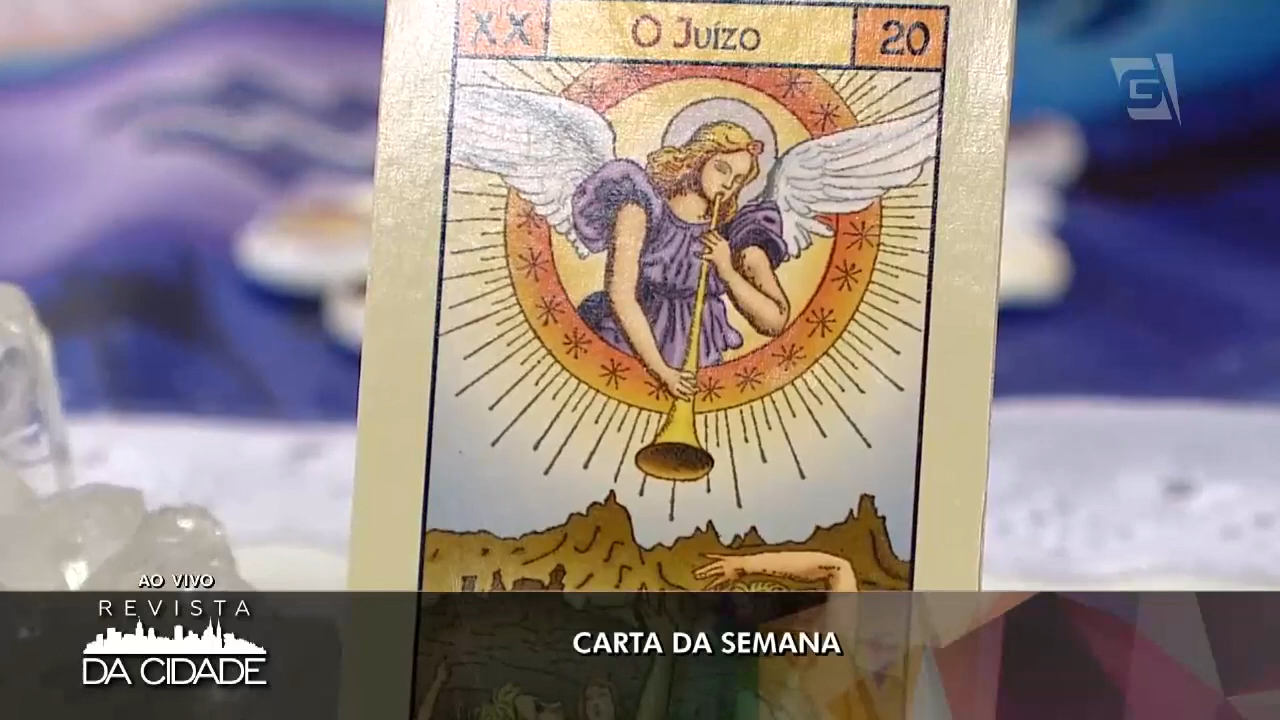 XX
O Juízo
20
AO VIVO
REVISTA
DA CIDADE
CARTA DA SEMANA